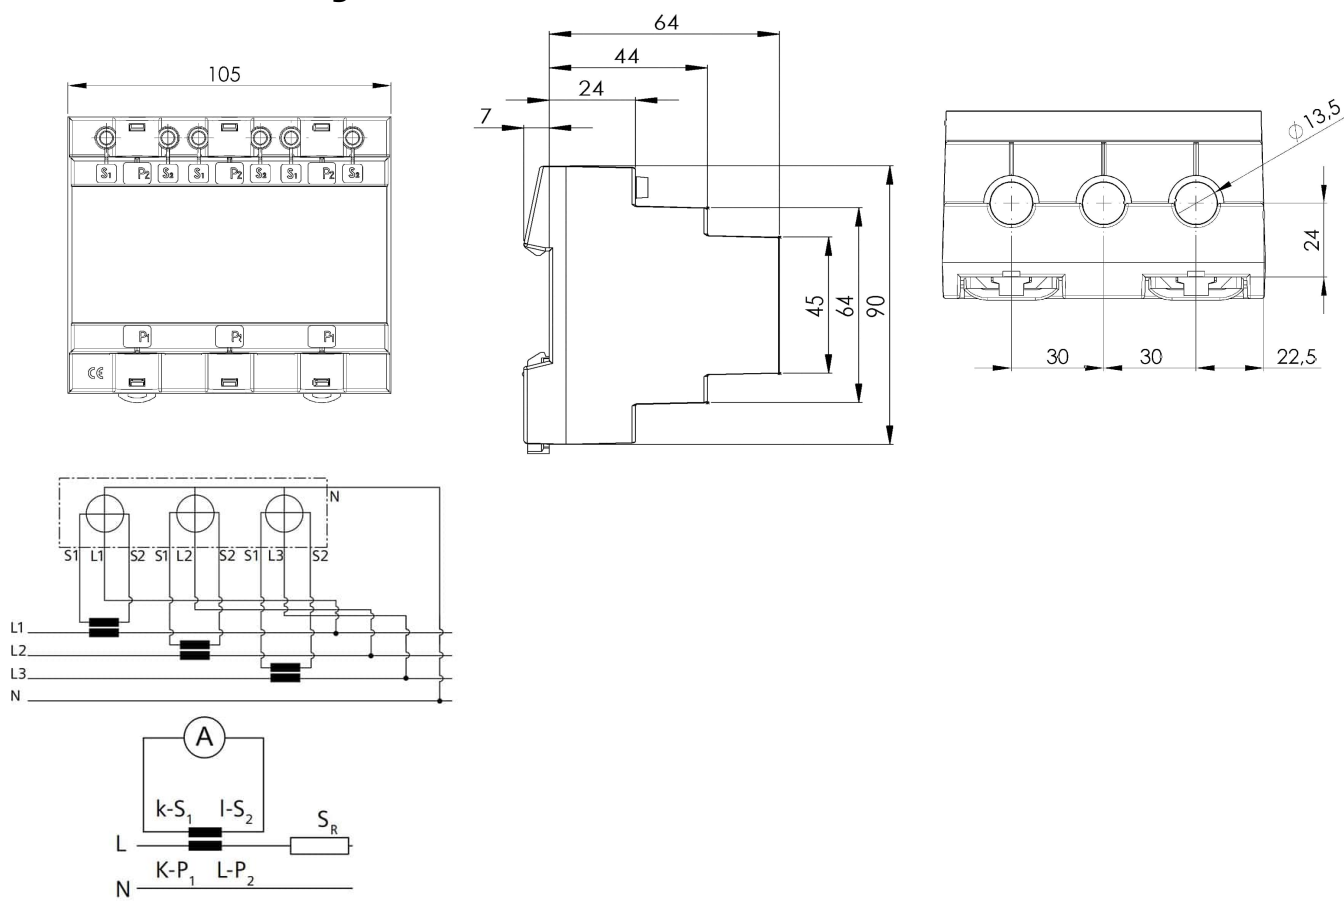 105
S1 P2 S2 S1 P2 S2 S1 P2 S2
P1 P2 P1
CE
64
44
24
7
45
64
90
⌀13,5
24
30 30 22,5
N
S1 L1 S2 S1 L2 S2 S1 L3 S2
L1
L2
L3
N
A
k-S1 l-S2
SR
L
K-P1 L-P2
N